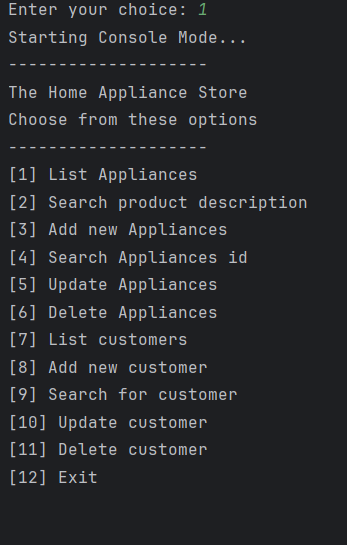 Enter your choice: 1
Starting Console Mode...
--------------------
The Home Appliance Store
Choose from these options
--------------------
[1] List Appliances
[2] Search product description
[3] Add new Appliances
[4] Search Appliances id
[5] Update Appliances
[6] Delete Appliances
[7] List customers
[8] Add new customer
[9] Search for customer
[10] Update customer
[11] Delete customer
[12] Exit